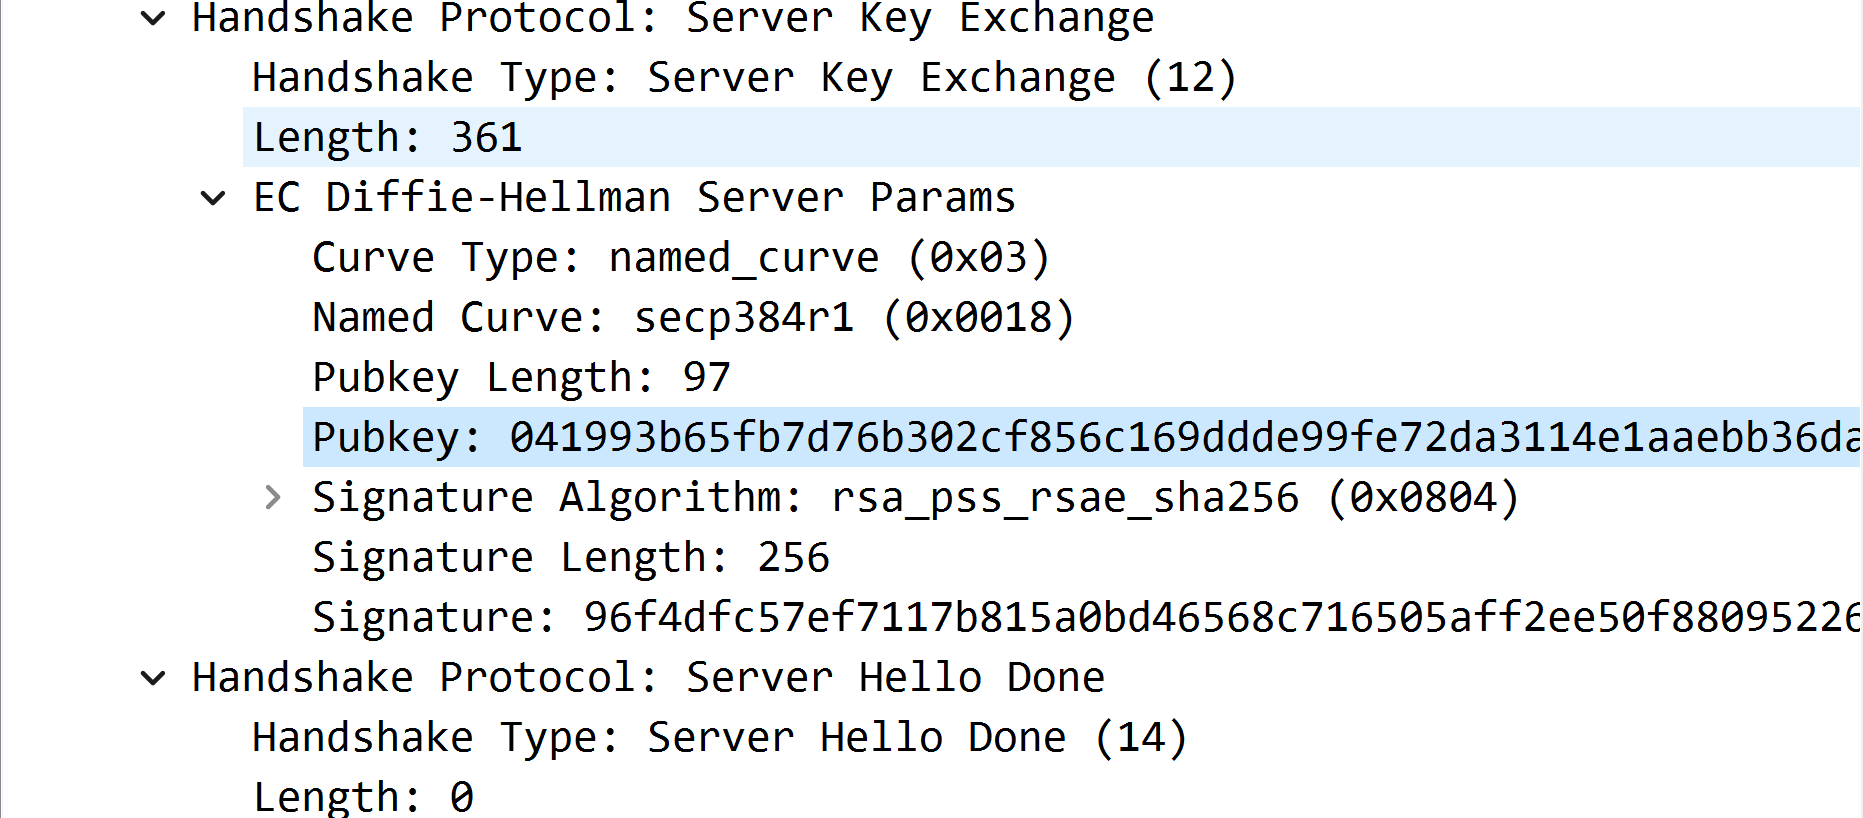 Handshake Protocol: Server Key Exchange
Handshake Type: Server Key Exchange (12)
Length: 361
EC Diffie-Hellman Server Params
Curve Type: named_curve (0x03)
Named Curve: secp384r1 (0x0018)
Pubkey Length: 97
Pubkey: 041993b65fb7d76b302cf856c169ddde99fe72da3114e1aaebb36da
Signature Algorithm: rsa_pss_rsae_sha256 (0x0804)
Signature Length: 256
Signature: 96f4dfc57ef7117b815a0bd46568c716505aff2ee50f88095226
Handshake Protocol: Server Hello Done
Handshake Type: Server Hello Done (14)
Length: 0